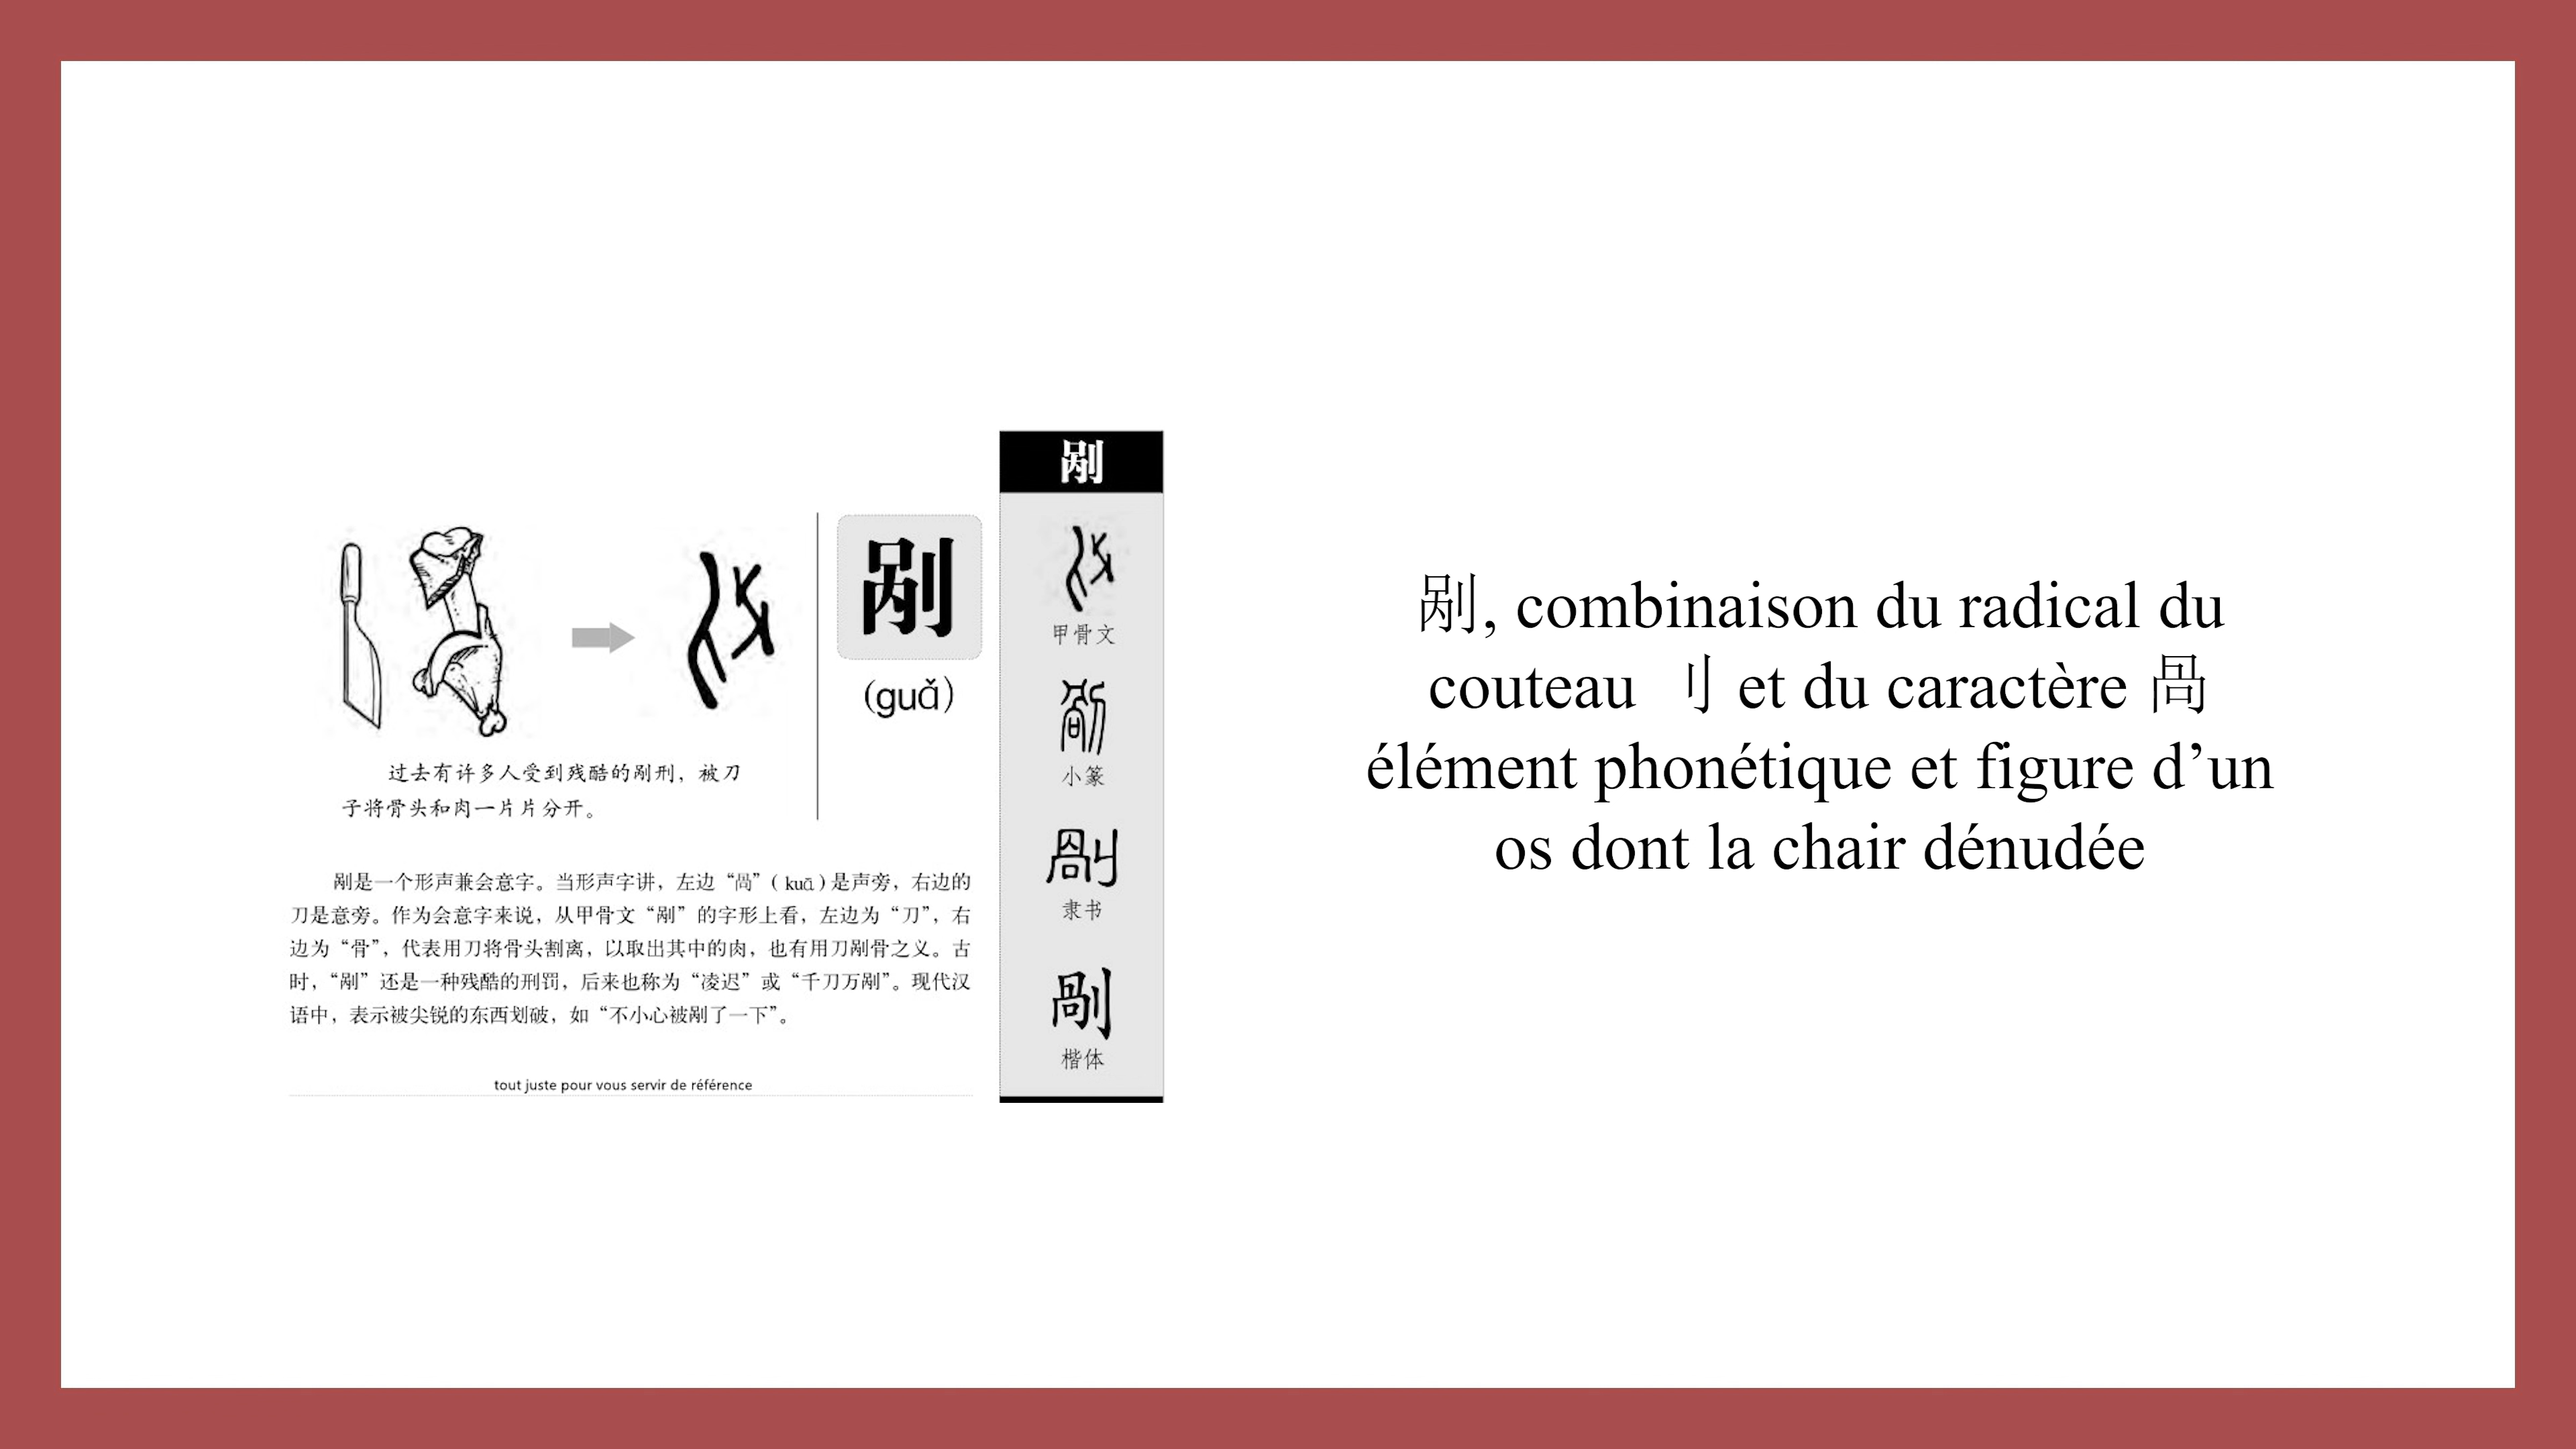 剐
(guǎ)
过去有许多人受到残酷的剐刑，被刀
子将骨头和肉一片片分开。
剐是一个形声兼会意字。当形声字讲，左边“咼”（kuā）是声旁，右边的
刀是意旁。作为会意字来说，从甲骨文“剐”的字形上看，左边为“刀”，右
边为“骨”，代表用刀将骨头割离，以取出其中的肉，也有用刀剐骨之义。古
时，“剐”还是一种残酷的刑罚，后来也称为“凌迟”或“千刀万剐”。现代汉
语中，表示被尖锐的东西划破，如“不小心被剐了一下”。
tout juste pour vous servir de référence
剐
甲骨文
小篆
剮
隶书
剮
楷体
剐, combinaison du radical du
couteau 刂 et du caractère 咼
élément phonétique et figure d’un
os dont la chair dénudée